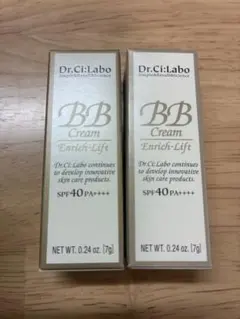 Dr.Ci:Labo
BB
Cream
Enrich-Lift
Dr.Ci:Labo continues
to develop innovative
skin care products.
SPF40 PA++++
NET WT. 0.24 oz. [7g]
Dr.Ci:Labo
BB
Cream
Enrich-Lift
Dr.Ci:Labo continues
to develop innovative
skin care products.
SPF40 PA++++
NET WT. 0.24 oz. [7g]